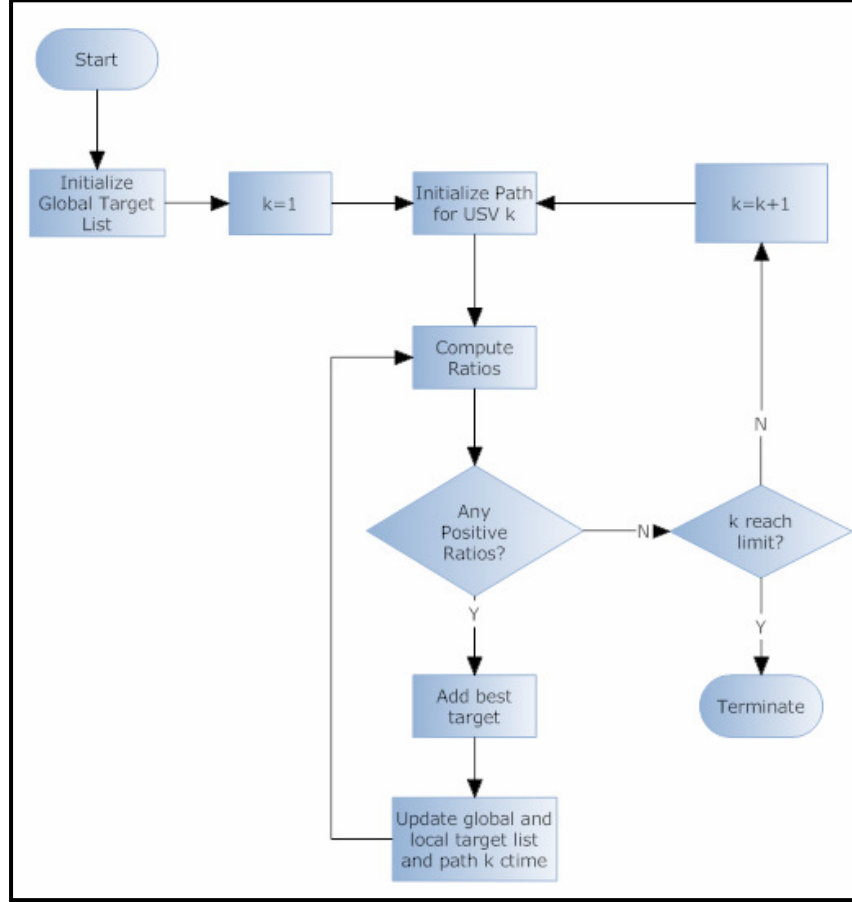 Start
Initialize
Global Target
List
k=1
Initialize Path
for USV k
k=k+1
Compute
Ratios
N
Any
Positive
Ratios?
N
k reach
limit?
Y
Y
Add best
target
Terminate
Update global and
local target list
and path k ctime